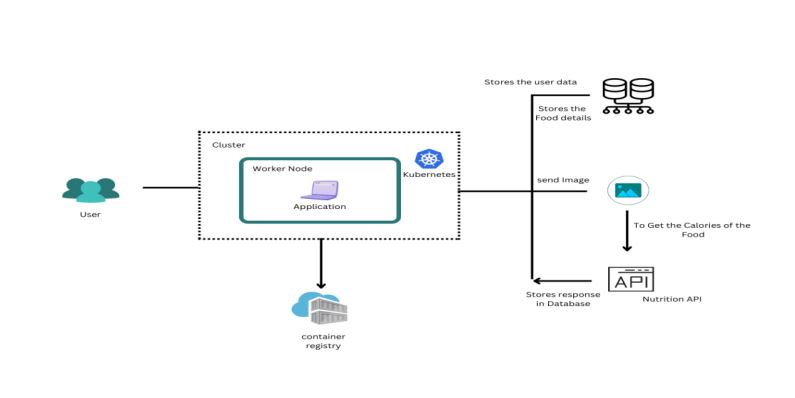 Stores the user data
Stores the
Food details
Cluster
Worker Node
Kubernetes
Application
send Image
User
To Get the Calories of the
Food
API
Nutrition API
Stores response
in Database
container
registry